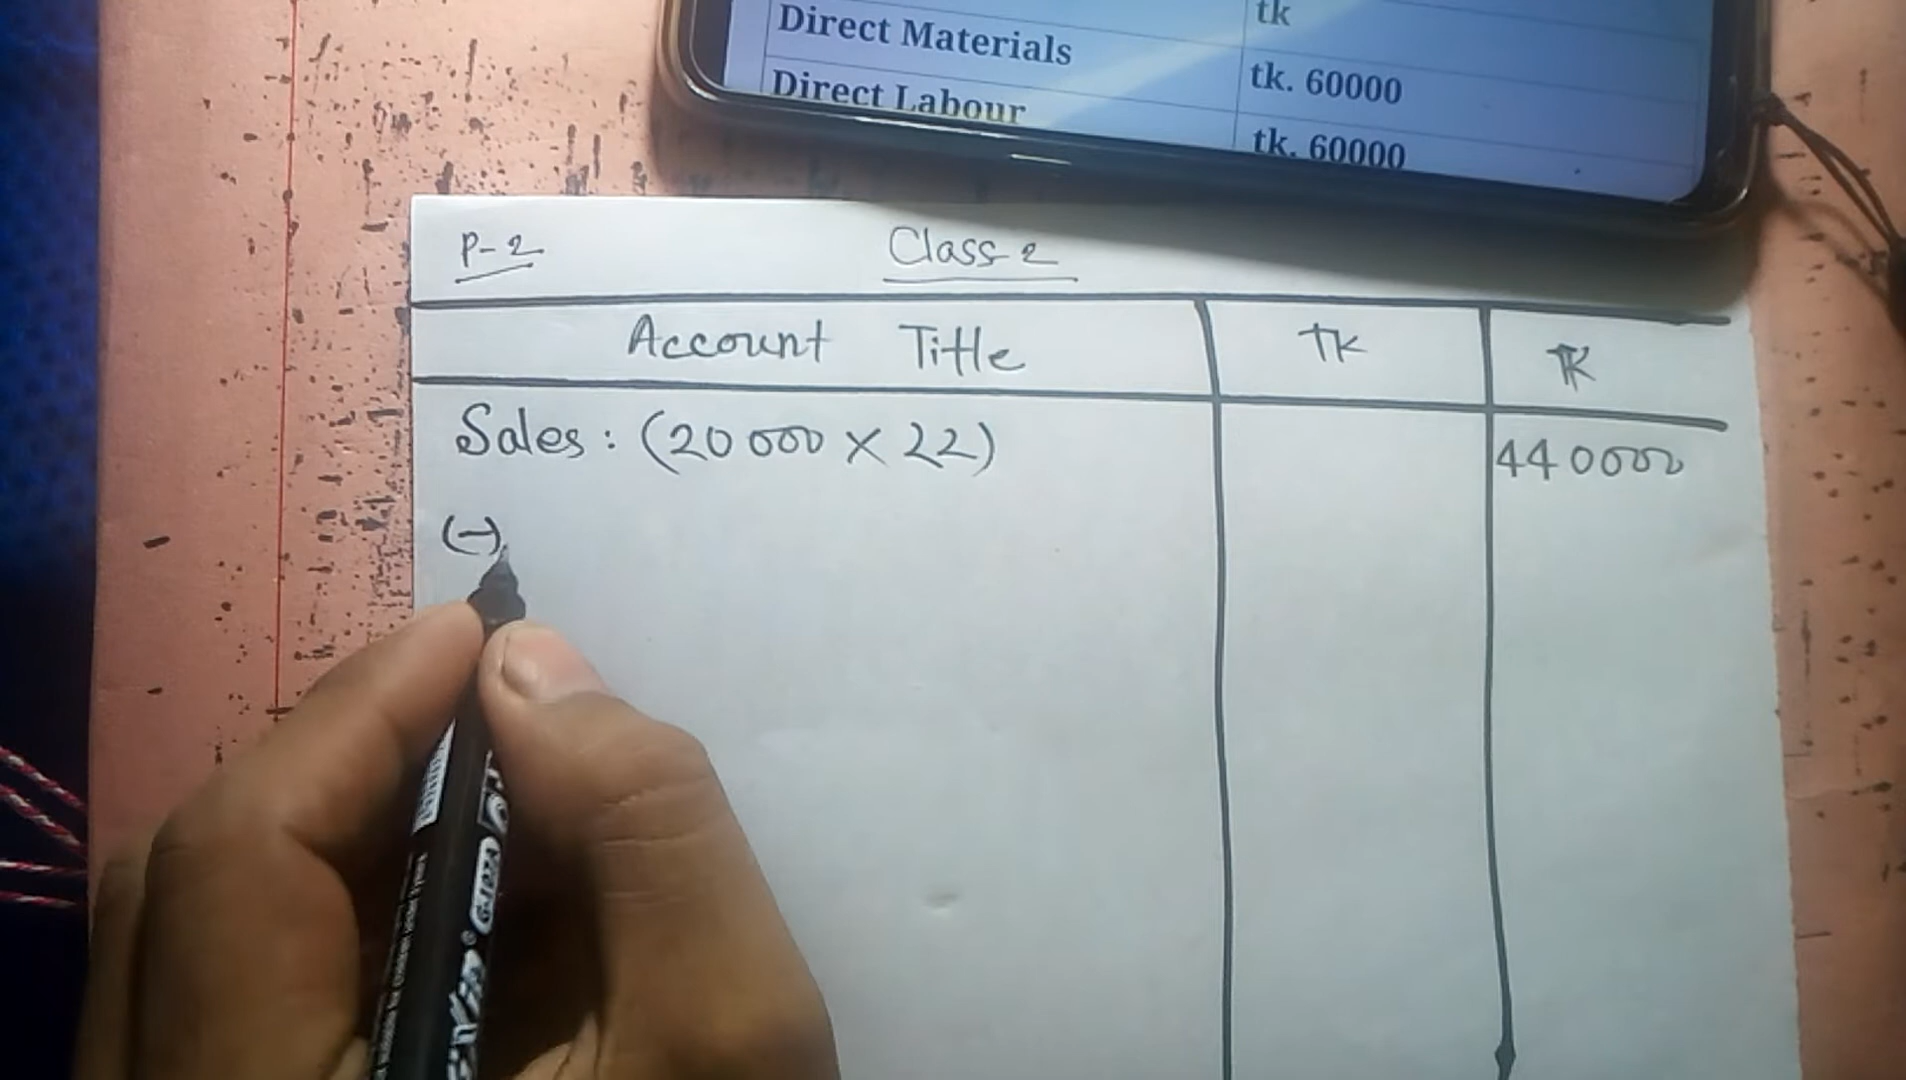 tk
Direct Materials tk. 60000
Direct Labour tk. 60000
P-2 Class-2
Account Title TK TK
Sales: (20000 × 22) 440000
(-)